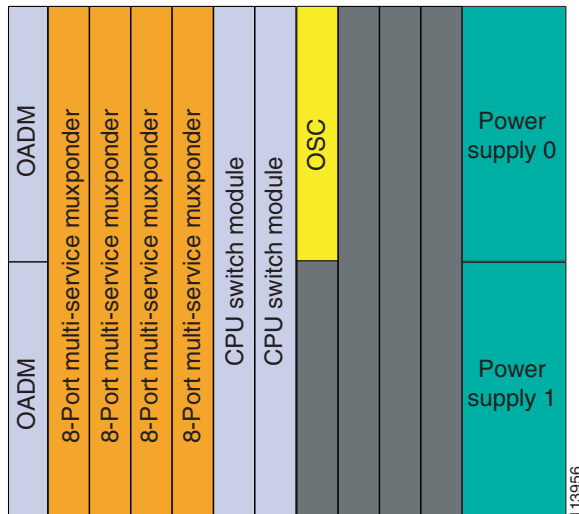 OADM
OADM
8-Port multi-service muxponder
8-Port multi-service muxponder
8-Port multi-service muxponder
8-Port multi-service muxponder
CPU switch module
CPU switch module
OSC
Power
supply 0
Power
supply 1
113956